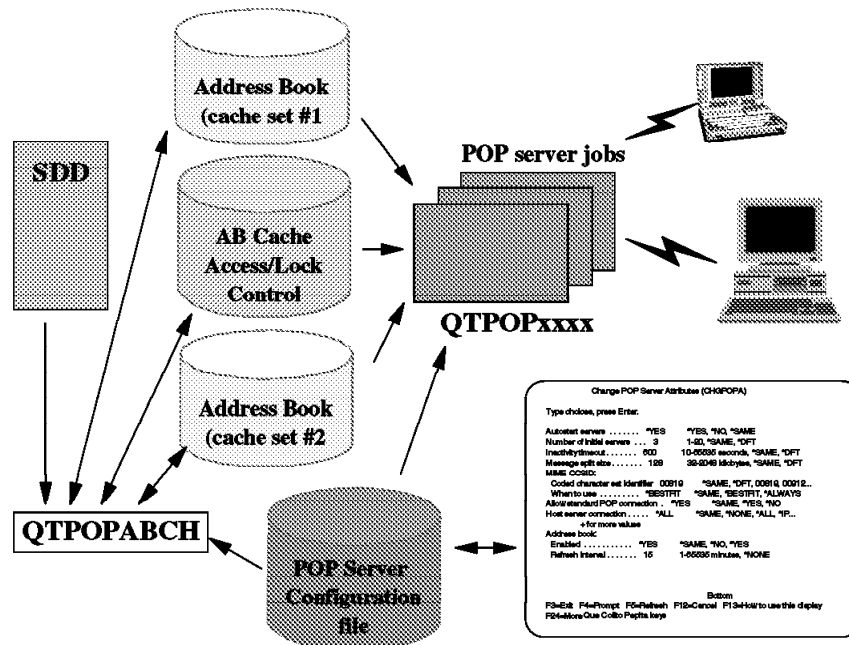 Address Book
(cache set #1
SDD
POP server jobs
AB Cache
Access/Lock
Control
QTPOPxxxx
Address Book
(cache set #2
QTPOPABCH
POP Server
Configuration
file
Change POP Server Attributes (CHGPOPA)
Type choices, press Enter.
Autostart servers . . . . . . . *YES *YES, *NO, *SAME
Number of initial servers . . . 3 1-20, *SAME, *DFT
Inactivity timeout . . . . . . . 600 10-65535 seconds, *SAME, *DFT
Message split size . . . . . . 128 32-2048 kilobytes, *SAME, *DFT
MIME CCSID:
Coded character set identifier 00819 *SAME, *DFT, 00819, 00912...
When to use . . . . . . . . . *BESTFIT *SAME, *BESTFIT, *ALWAYS
Allow standard POP connection . *YES *SAME, *YES, *NO
Host server connection . . . . . *ALL *SAME, *NONE, *ALL, *IP...
+ for more values
Address book:
Enabled . . . . . . . . . . . . *YES *SAME, *NO, *YES
Refresh interval . . . . . . . 15 1-65535 minutes, *NONE
Bottom
F3=Exit F4=Prompt F5=Refresh F12=Cancel F13=How to use this display
F24=More Que Colito Pepita keys